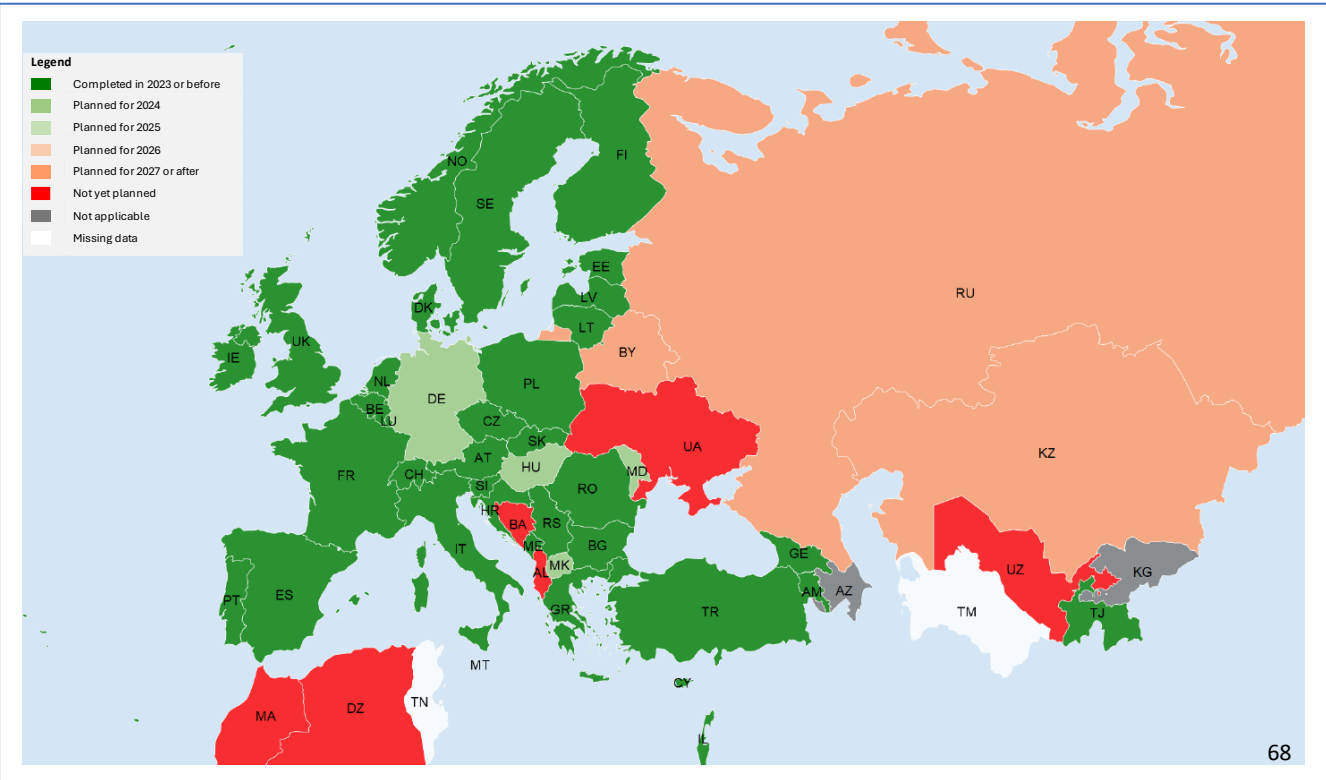 Legend
Completed in 2023 or before
Planned for 2024
Planned for 2025
Planned for 2026
Planned for 2027 or after
Not yet planned
Not applicable
Missing data
NO
FI
SE
EE
RU
LV
DK
LT
UK
BY
IE
NL
PL
DE
BE
LU
CZ
SK
UA
KZ
AT
HU
MD
FR
CH
SI
RO
HR
BA
RS
ME
IT
BG
GE
AL
MK
UZ
KG
PT
ES
AM
AZ
GR
TR
TM
TJ
MT
CY
TN
MA
DZ
IL
68